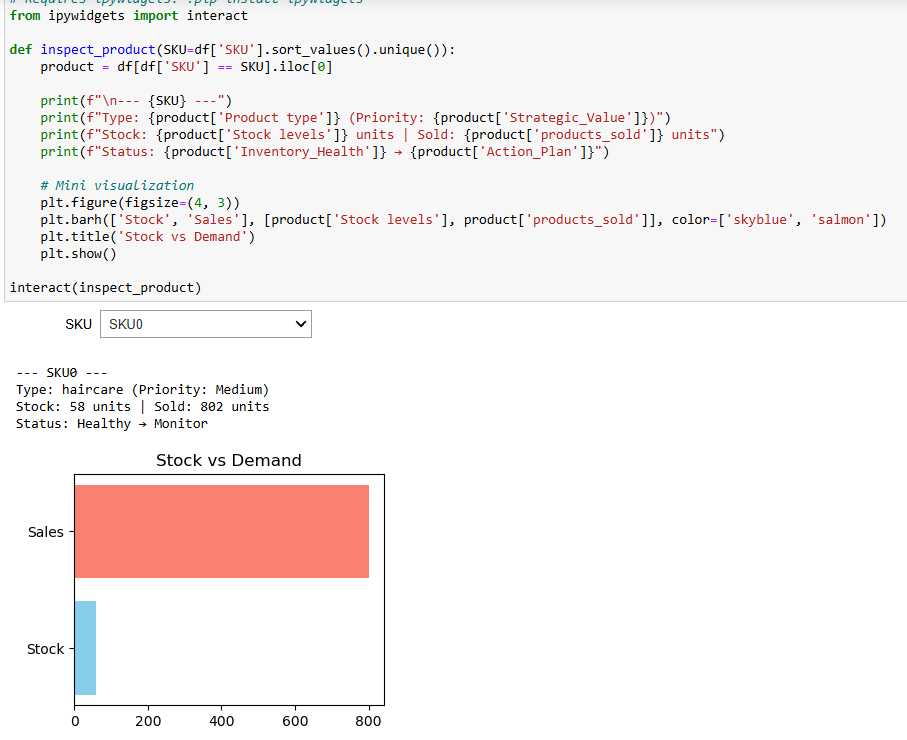 # Requires ipywidgets: !pip install ipywidgets
from ipywidgets import interact
def inspect_product(SKU=df['SKU'].sort_values().unique()):
    product = df[df['SKU'] == SKU].iloc[0]
    print(f"\n--- {SKU} ---")
    print(f"Type: {product['Product type']} (Priority: {product['Strategic_Value']})")
    print(f"Stock: {product['Stock levels']} units | Sold: {product['products_sold']} units")
    print(f"Status: {product['Inventory_Health']} → {product['Action_Plan']}")
    # Mini visualization
    plt.figure(figsize=(4, 3))
    plt.barh(['Stock', 'Sales'], [product['Stock levels'], product['products_sold']], color=['skyblue', 'salmon'])
    plt.title('Stock vs Demand')
    plt.show()
interact(inspect_product)
SKU SKU0
--- SKU0 ---
Type: haircare (Priority: Medium)
Stock: 58 units | Sold: 802 units
Status: Healthy → Monitor
Stock vs Demand
Sales
Stock
0 200 400 600 800